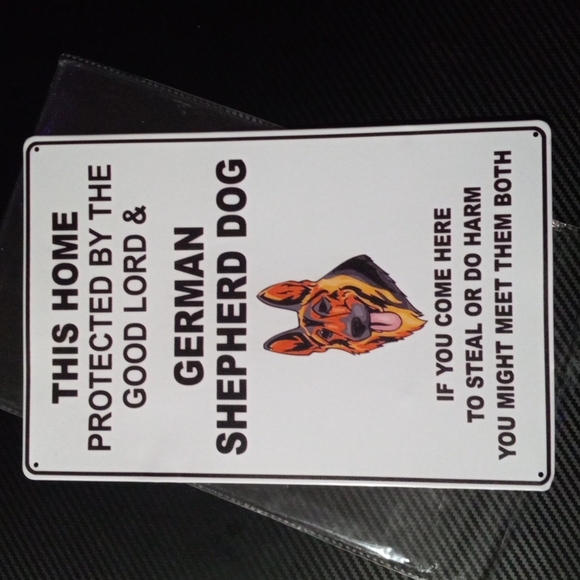 THIS HOME
PROTECTED BY THE
GOOD LORD &
GERMAN
SHEPHERD DOG
IF YOU COME HERE
TO STEAL OR DO HARM
YOU MIGHT MEET THEM BOTH